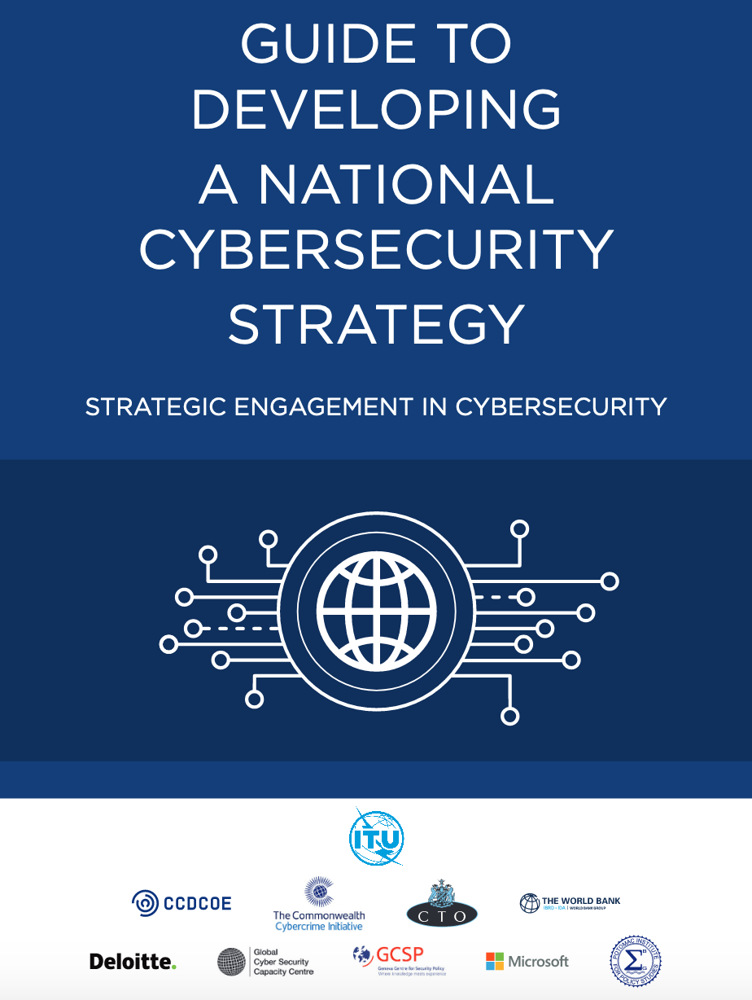 GUIDE TO
DEVELOPING
A NATIONAL
CYBERSECURITY
STRATEGY
STRATEGIC ENGAGEMENT IN CYBERSECURITY
ITU
CCDCOE
The Commonwealth
Cybercrime Initiative
CTO
THE WORLD BANK
IBRD • IDA | WORLD BANK GROUP
Deloitte.
Global
Cyber Security
Capacity Centre
GCSP
Geneva Centre for Security Policy
Where knowledge meets experience
Microsoft
POTOMAC INSTITUTE
FOR POLICY STUDIES
Σ
B
G